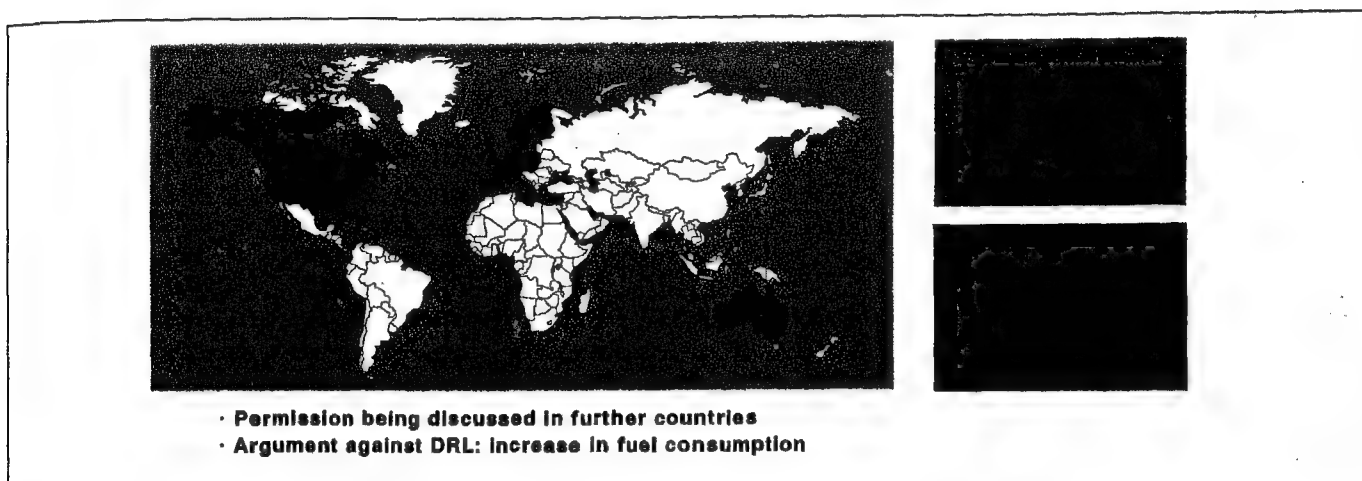 · Permission being discussed in further countries
· Argument against DRL: increase in fuel consumption